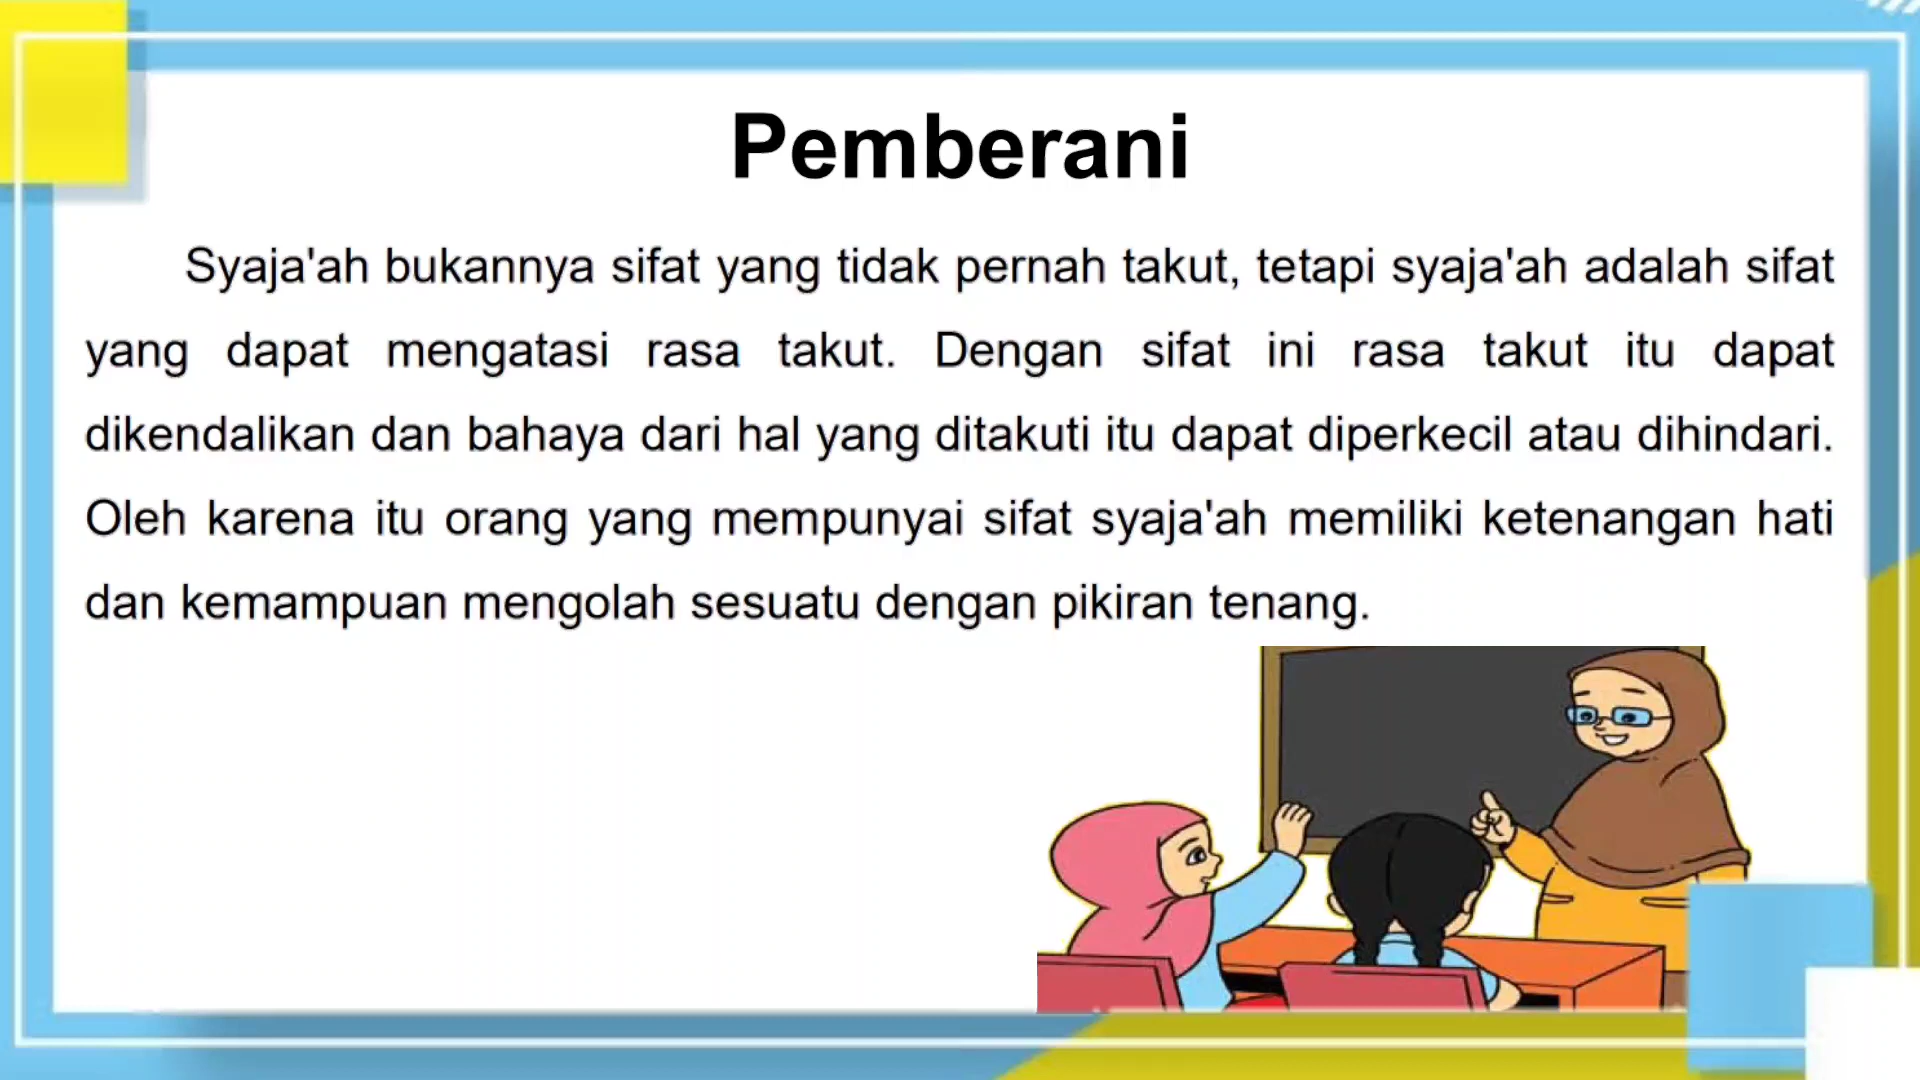 Pemberani
Syaja'ah bukannya sifat yang tidak pernah takut, tetapi syaja'ah adalah sifat
yang dapat mengatasi rasa takut. Dengan sifat ini rasa takut itu dapat
dikendalikan dan bahaya dari hal yang ditakuti itu dapat diperkecil atau dihindari.
Oleh karena itu orang yang mempunyai sifat syaja'ah memiliki ketenangan hati
dan kemampuan mengolah sesuatu dengan pikiran tenang.